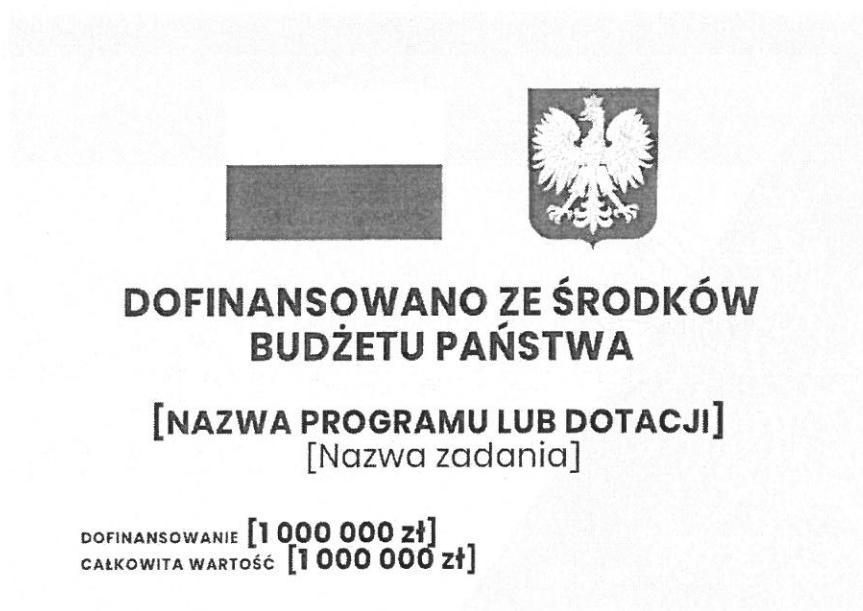 DOFINANSOWANO ZE ŚRODKÓW
BUDŻETU PAŃSTWA
[NAZWA PROGRAMU LUB DOTACJI]
[Nazwa zadania]
DOFINANSOWANIE [1 000 000 zł]
CAŁKOWITA WARTOŚĆ [1 000 000 zł]